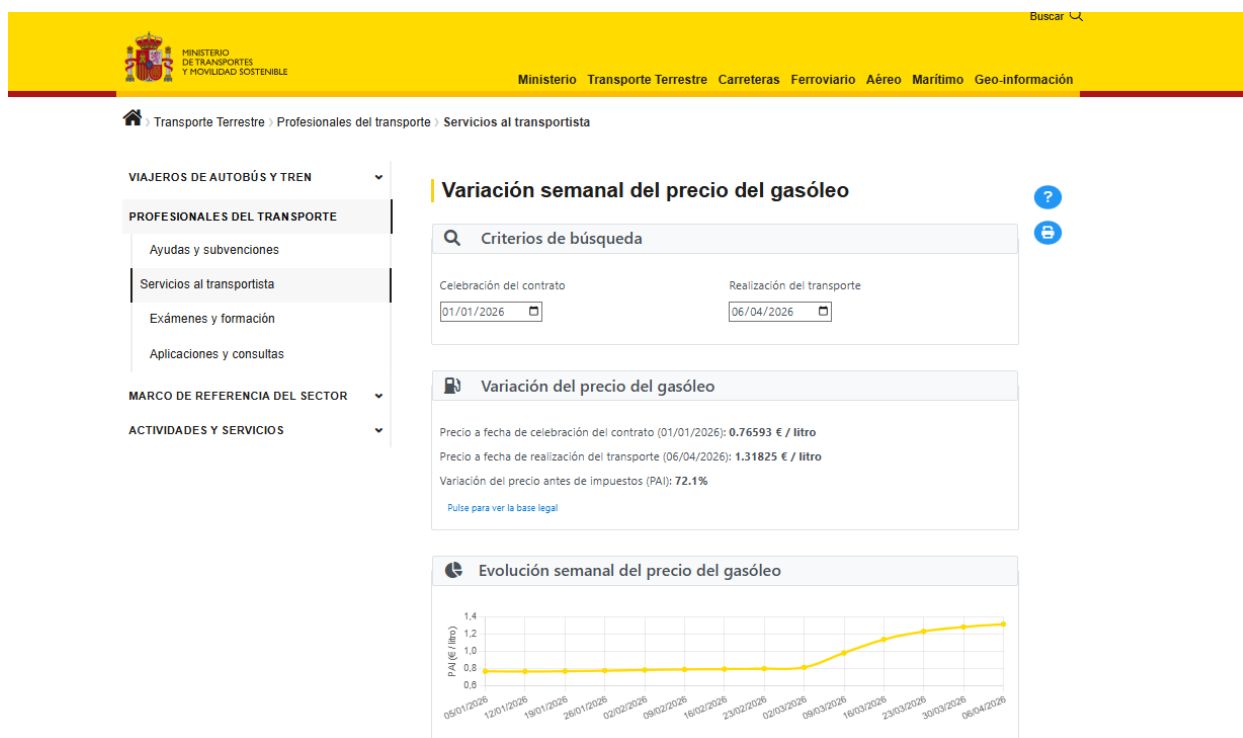 Buscar
MINISTERIO
DE TRANSPORTES
Y MOVILIDAD SOSTENIBLE
Ministerio Transporte Terrestre Carreteras Ferroviario Aéreo Marítimo Geo-información
Transporte Terrestre › Profesionales del transporte › Servicios al transportista
VIAJEROS DE AUTOBÚS Y TREN
PROFESIONALES DEL TRANSPORTE
Ayudas y subvenciones
Servicios al transportista
Exámenes y formación
Aplicaciones y consultas
MARCO DE REFERENCIA DEL SECTOR
ACTIVIDADES Y SERVICIOS
Variación semanal del precio del gasóleo
?
Criterios de búsqueda
Celebración del contrato
Realización del transporte
01/01/2026
06/04/2026
Variación del precio del gasóleo
Precio a fecha de celebración del contrato (01/01/2026): 0.76593 € / litro
Precio a fecha de realización del transporte (06/04/2026): 1.31825 € / litro
Variación del precio antes de impuestos (PAI): 72.1%
Pulse para ver la base legal
Evolución semanal del precio del gasóleo
PAI (€ / litro)
1,4
1,2
1,0
0,8
0,6
05/01/2026 12/01/2026 19/01/2026 26/01/2026 02/02/2026 09/02/2026 16/02/2026 23/02/2026 02/03/2026 09/03/2026 16/03/2026 23/03/2026 30/03/2026 06/04/2026